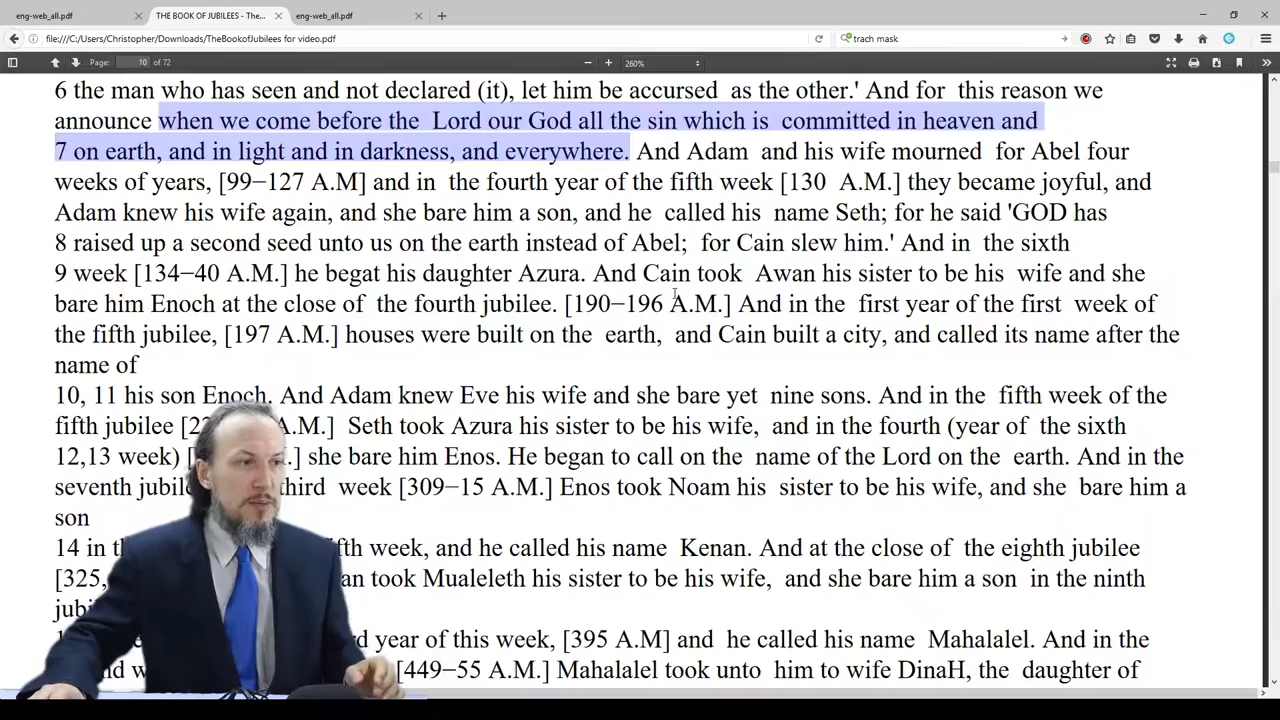 eng-web_all.pdf
THE BOOK OF JUBILEES - The...
eng-web_all.pdf
file:///C:/Users/Christopher/Downloads/TheBookofJubilees for video.pdf
trach mask
Page: 10 of 72
260%
6 the man who has seen and not declared (it), let him be accursed as the other.' And for this reason we
announce when we come before the Lord our God all the sin which is committed in heaven and
7 on earth, and in light and in darkness, and everywhere. And Adam and his wife mourned for Abel four
weeks of years, [99−127 A.M] and in the fourth year of the fifth week [130 A.M.] they became joyful, and
Adam knew his wife again, and she bare him a son, and he called his name Seth; for he said 'GOD has
8 raised up a second seed unto us on the earth instead of Abel; for Cain slew him.' And in the sixth
9 week [134−40 A.M.] he begat his daughter Azura. And Cain took Awan his sister to be his wife and she
bare him Enoch at the close of the fourth jubilee. [190−196 A.M.] And in the first year of the first week of
the fifth jubilee, [197 A.M.] houses were built on the earth, and Cain built a city, and called its name after the
name of
10, 11 his son Enoch. And Adam knew Eve his wife and she bare yet nine sons. And in the fifth week of the
fifth jubilee A.M.] Seth took Azura his sister to be his wife, and in the fourth (year of the sixth
12,13 week) .] she bare him Enos. He began to call on the name of the Lord on the earth. And in the
seventh third week [309−15 A.M.] Enos took Noam his sister to be his wife, and she bare him a
son
14 in week, and he called his name Kenan. And at the close of the eighth jubilee
[325, took Mualeleth his sister to be his wife, and she bare him a son in the ninth
year of this week, [395 A.M] and he called his name Mahalalel. And in the
[449−55 A.M.] Mahalalel took unto him to wife DinaH, the daughter of